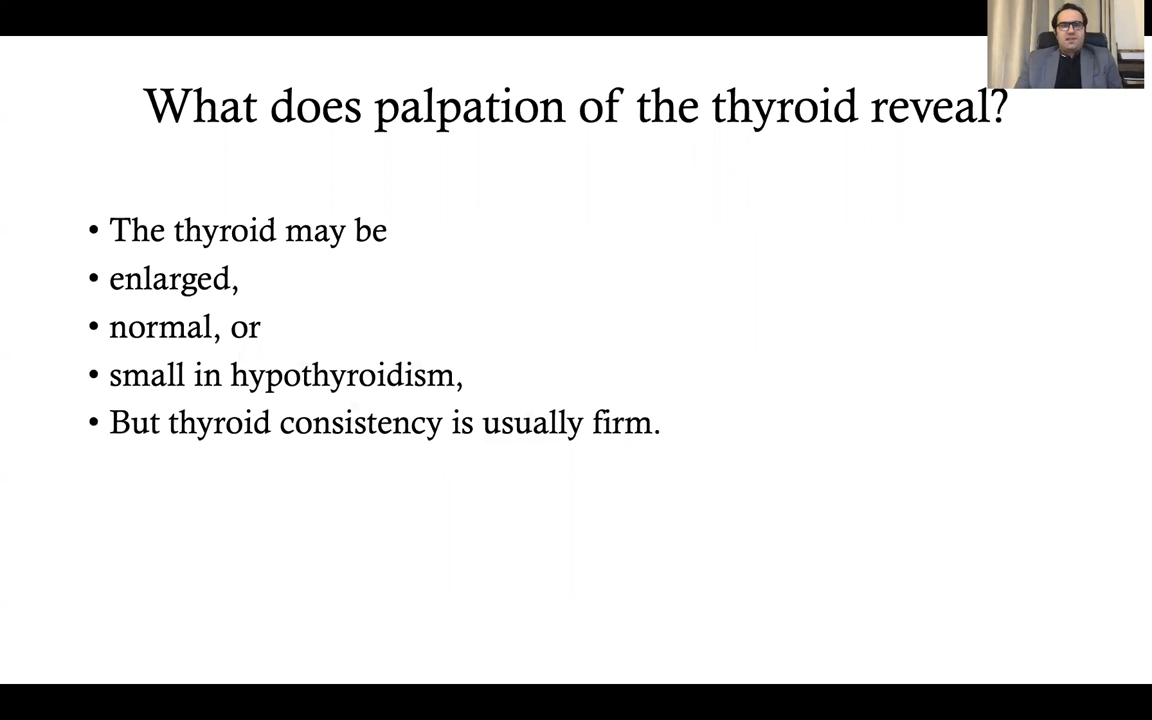 What does palpation of the thyroid reveal?
• The thyroid may be
• enlarged,
• normal, or
• small in hypothyroidism,
• But thyroid consistency is usually firm.